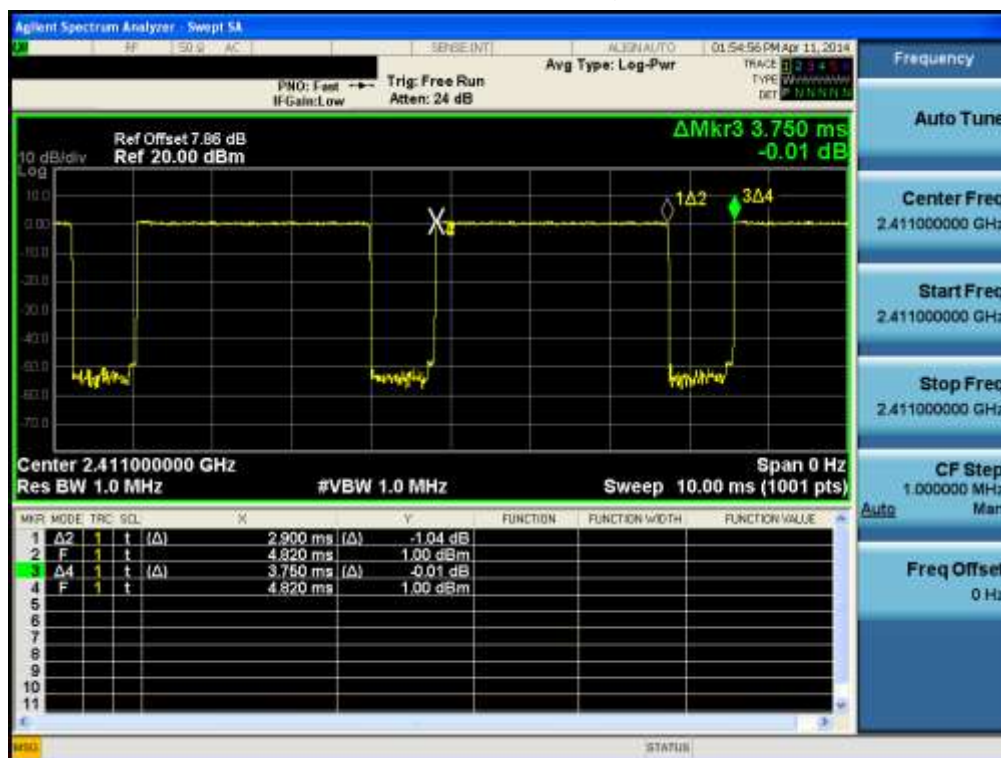 Agilent Spectrum Analyzer - Swept SA
RF 50 Ω AC SENSE:INT ALIGN AUTO 01:54:56 PM Apr 11, 2014
Frequency
Avg Type: Log-Pwr
TRACE 1 2 3 4 5 6
TYPE
DET P N N N N N
PNO: Fast Trig: Free Run
IFGain:Low Atten: 24 dB
Auto Tune
ΔMkr3 3.750 ms
-0.01 dB
Ref Offset 7.86 dB
10 dB/div Ref 20.00 dBm
Log
10.0
0.00
-10.0
-20.0
-30.0
-40.0
-50.0
-60.0
-70.0
1Δ2
3Δ4
Center Freq
2.411000000 GHz
Start Freq
2.411000000 GHz
Stop Freq
2.411000000 GHz
Center 2.411000000 GHz Span 0 Hz
Res BW 1.0 MHz #VBW 1.0 MHz Sweep 10.00 ms (1001 pts)
CF Step
1.000000 MHz
Auto Man
MKR MODE TRC SCL X Y FUNCTION FUNCTION WIDTH FUNCTION VALUE
1 Δ2 1 t (Δ) 2.900 ms (Δ) -1.04 dB
2 F 1 t 4.820 ms 1.00 dBm
3 Δ4 1 t (Δ) 3.750 ms (Δ) -0.01 dB
4 F 1 t 4.820 ms 1.00 dBm
5
6
7
8
9
10
11
Freq Offset
0 Hz
MSG STATUS